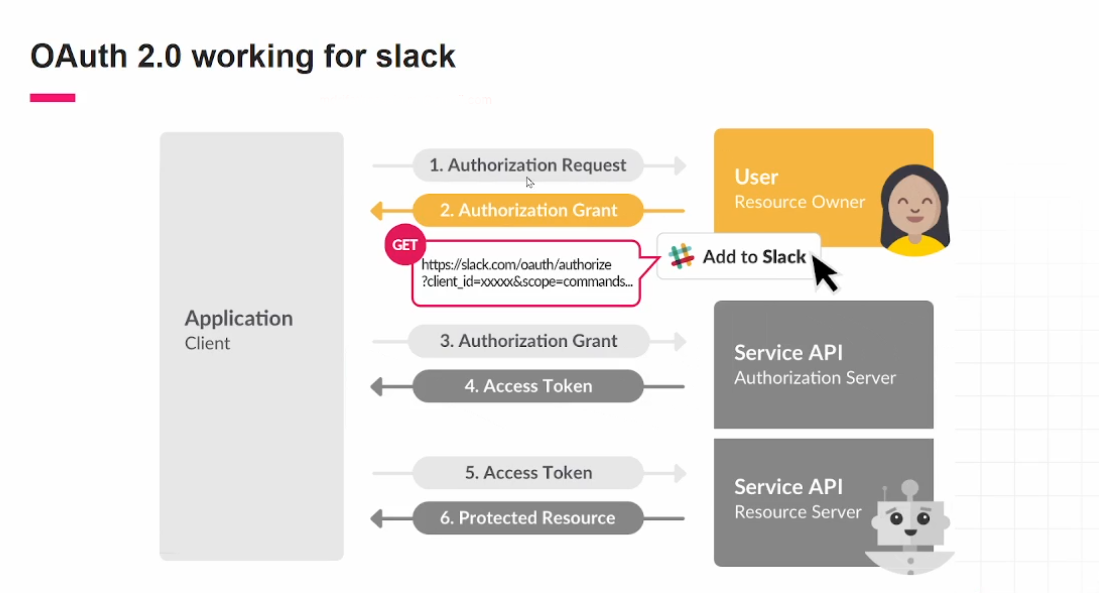 OAuth 2.0 working for slack
1. Authorization Request
User
Resource Owner
2. Authorization Grant
GET
https://slack.com/oauth/authorize
?client_id=xxxxx&scope=commands...
Add to Slack
Application
Client
3. Authorization Grant
4. Access Token
Service API
Authorization Server
5. Access Token
6. Protected Resource
Service API
Resource Server